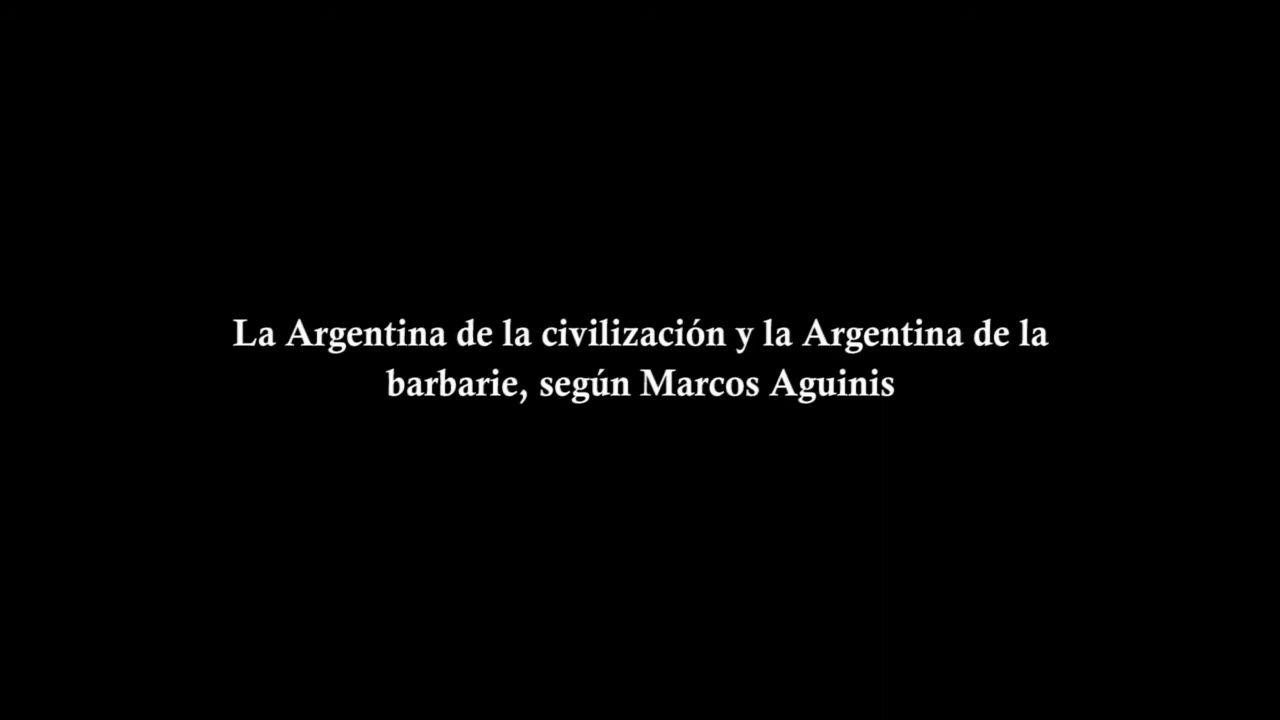 La Argentina de la civilización y la Argentina de la
barbarie, según Marcos Aguinis